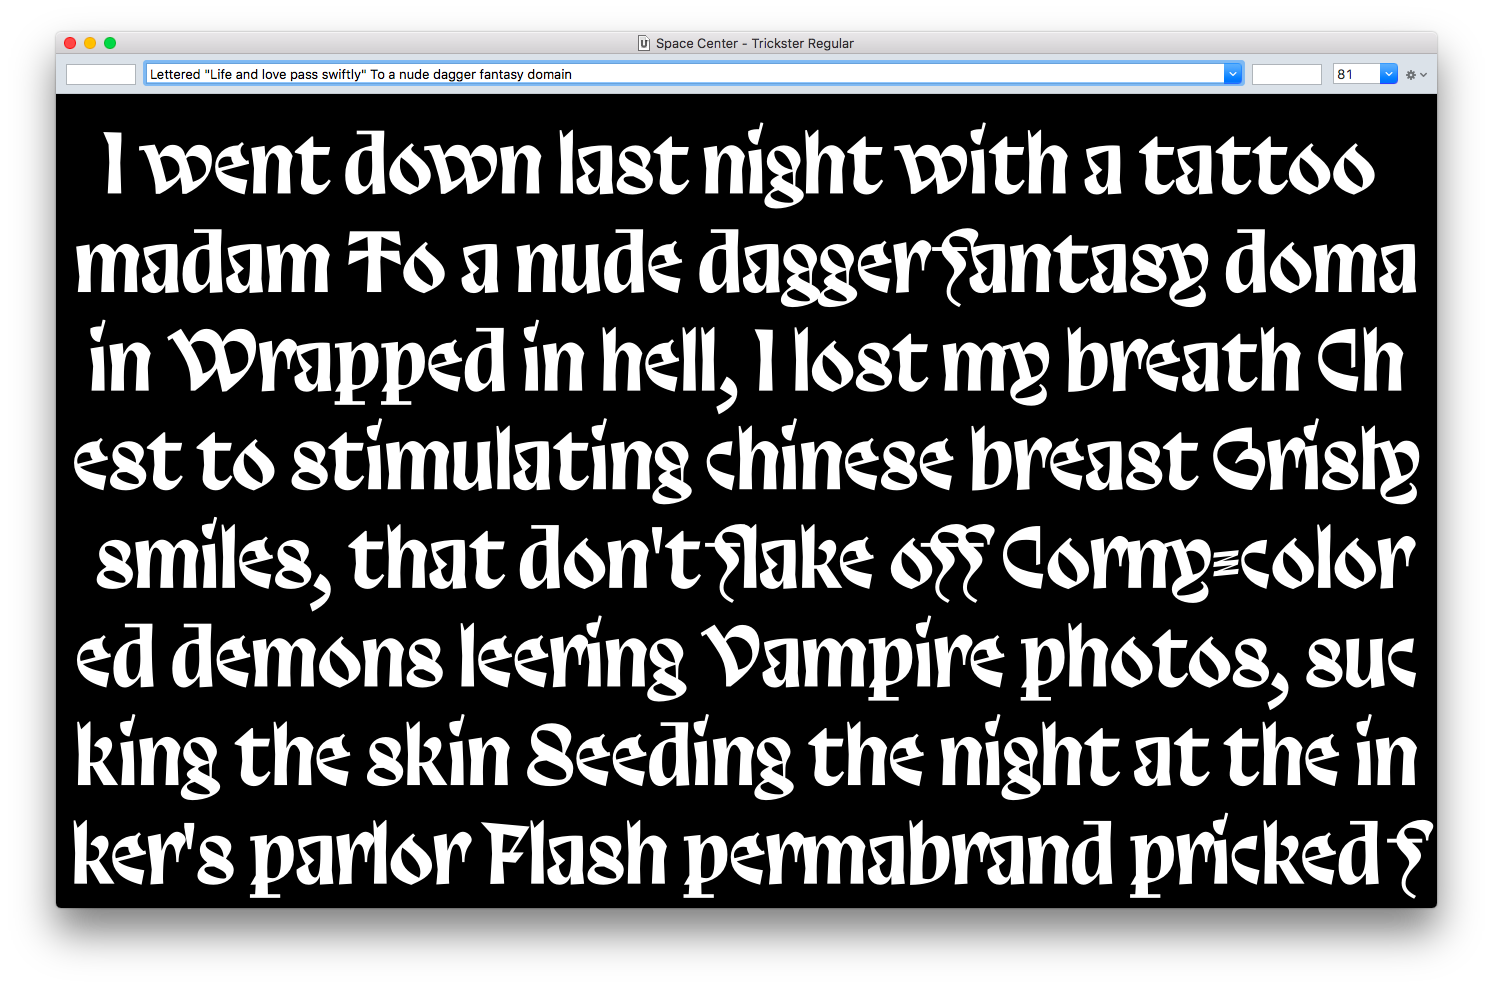 Space Center - Trickster Regular
Lettered "Life and love pass swiftly" To a nude dagger fantasy domain
81
I went down last night with a tattoo
madam To a nude dagger fantasy doma
in Wrapped in hell, I lost my breath Ch
est to stimulating chinese breast Grisly
smiles, that don't flake off Corny-color
ed demons leering Vampire photos, suc
king the skin Seeding the night at the in
ker's parlor Flash permabrand pricked f